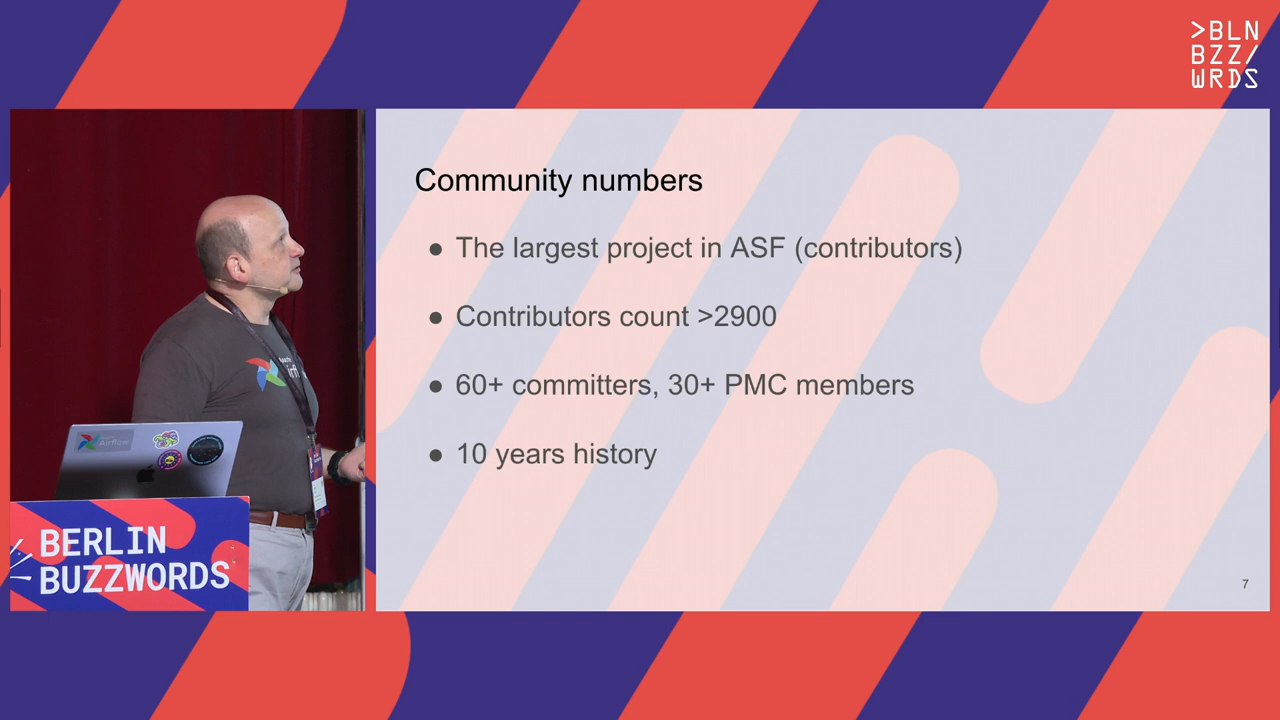 >BLN
BZZ/
WRDS
Community numbers
● The largest project in ASF (contributors)
● Contributors count >2900
● 60+ committers, 30+ PMC members
● 10 years history
7
Airflow
BERLIN
BUZZWORDS